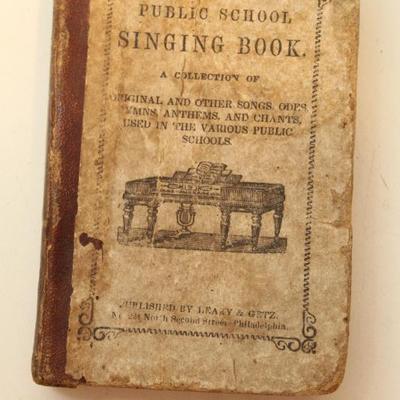 PUBLIC SCHOOL
SINGING BOOK.
A COLLECTION OF
ORIGINAL AND OTHER SONGS, ODES,
HYMNS, ANTHEMS, AND CHANTS,
USED IN THE VARIOUS PUBLIC
SCHOOLS.
PUBLISHED BY LEARY & GETZ.
No. North Second Street, Philadelphia.